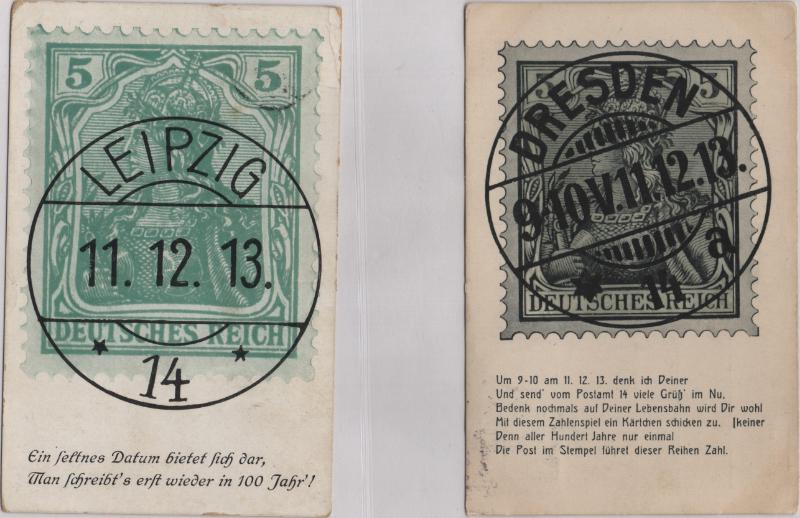 5 5
LEIPZIG
11. 12. 13.
DEUTSCHES REICH
* 14 *
Ein seltnes Datum bietet sich dar,
Man schreibt's erst wieder in 100 Jahr'!
5 5
DRESDEN
9-10 V. 11.12.13.
* 14 a
DEUTSCHES REICH
Um 9-10 am 11. 12. 13. denk ich Deiner
Und send' vom Postamt 14 viele Grüß' im Nu.
Bedenk nochmals auf Deiner Lebensbahn wird Dir wohl
Mit diesem Zahlenspiel ein Kärtchen schicken zu. [keiner
Denn aller Hundert Jahre nur einmal
Die Post im Stempel führet dieser Reihen Zahl.